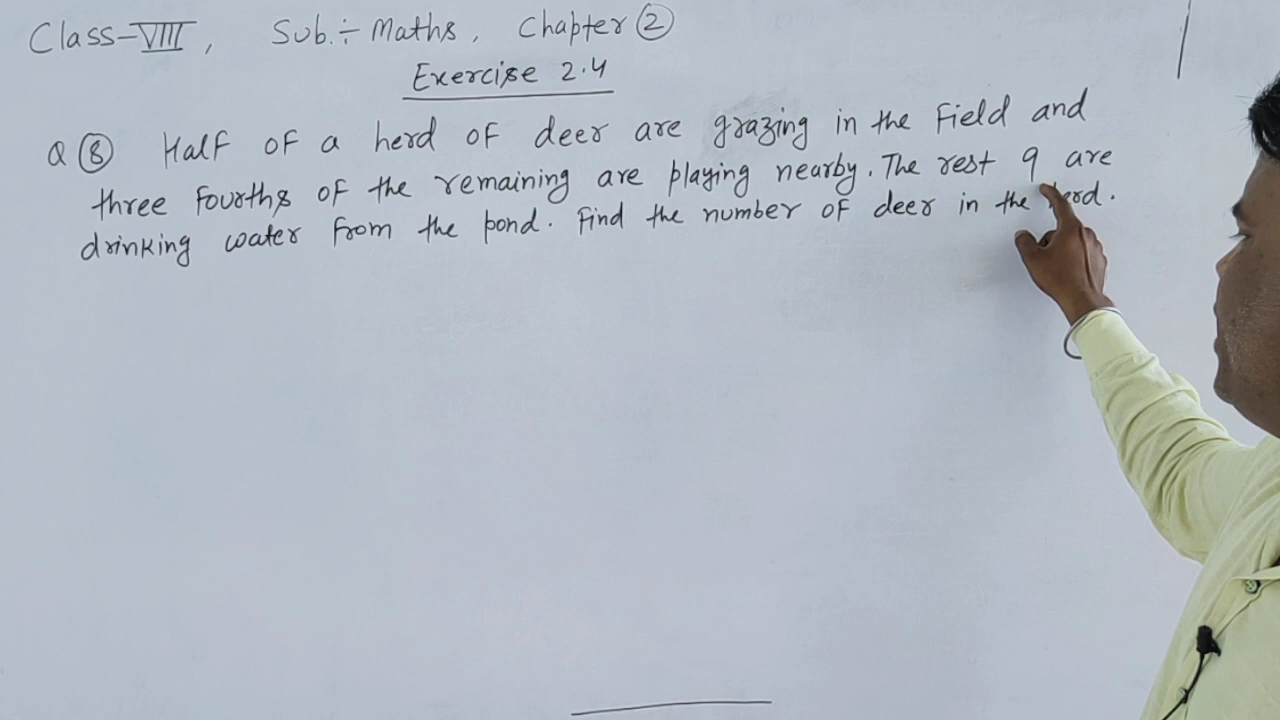 Class-VIII, Sub.÷ Maths, Chapter 2
Exercise 2.4
Q 8 Half of a herd of deer are grazing in the Field and
three fourths of the remaining are playing nearby. The rest 9 are
drinking water from the pond. Find the number of deer in the herd.